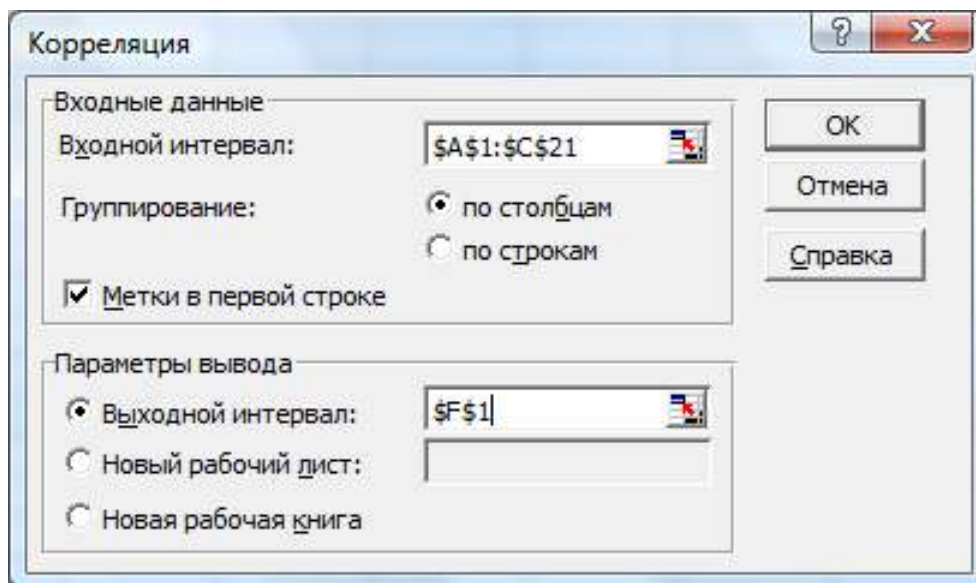 Корреляция
Входные данные
Входной интервал: $A$1:$C$21
Группирование: по столбцам
по строкам
Метки в первой строке
Параметры вывода
Выходной интервал: $F$1
Новый рабочий лист:
Новая рабочая книга
?
X
ОК
Отмена
Справка